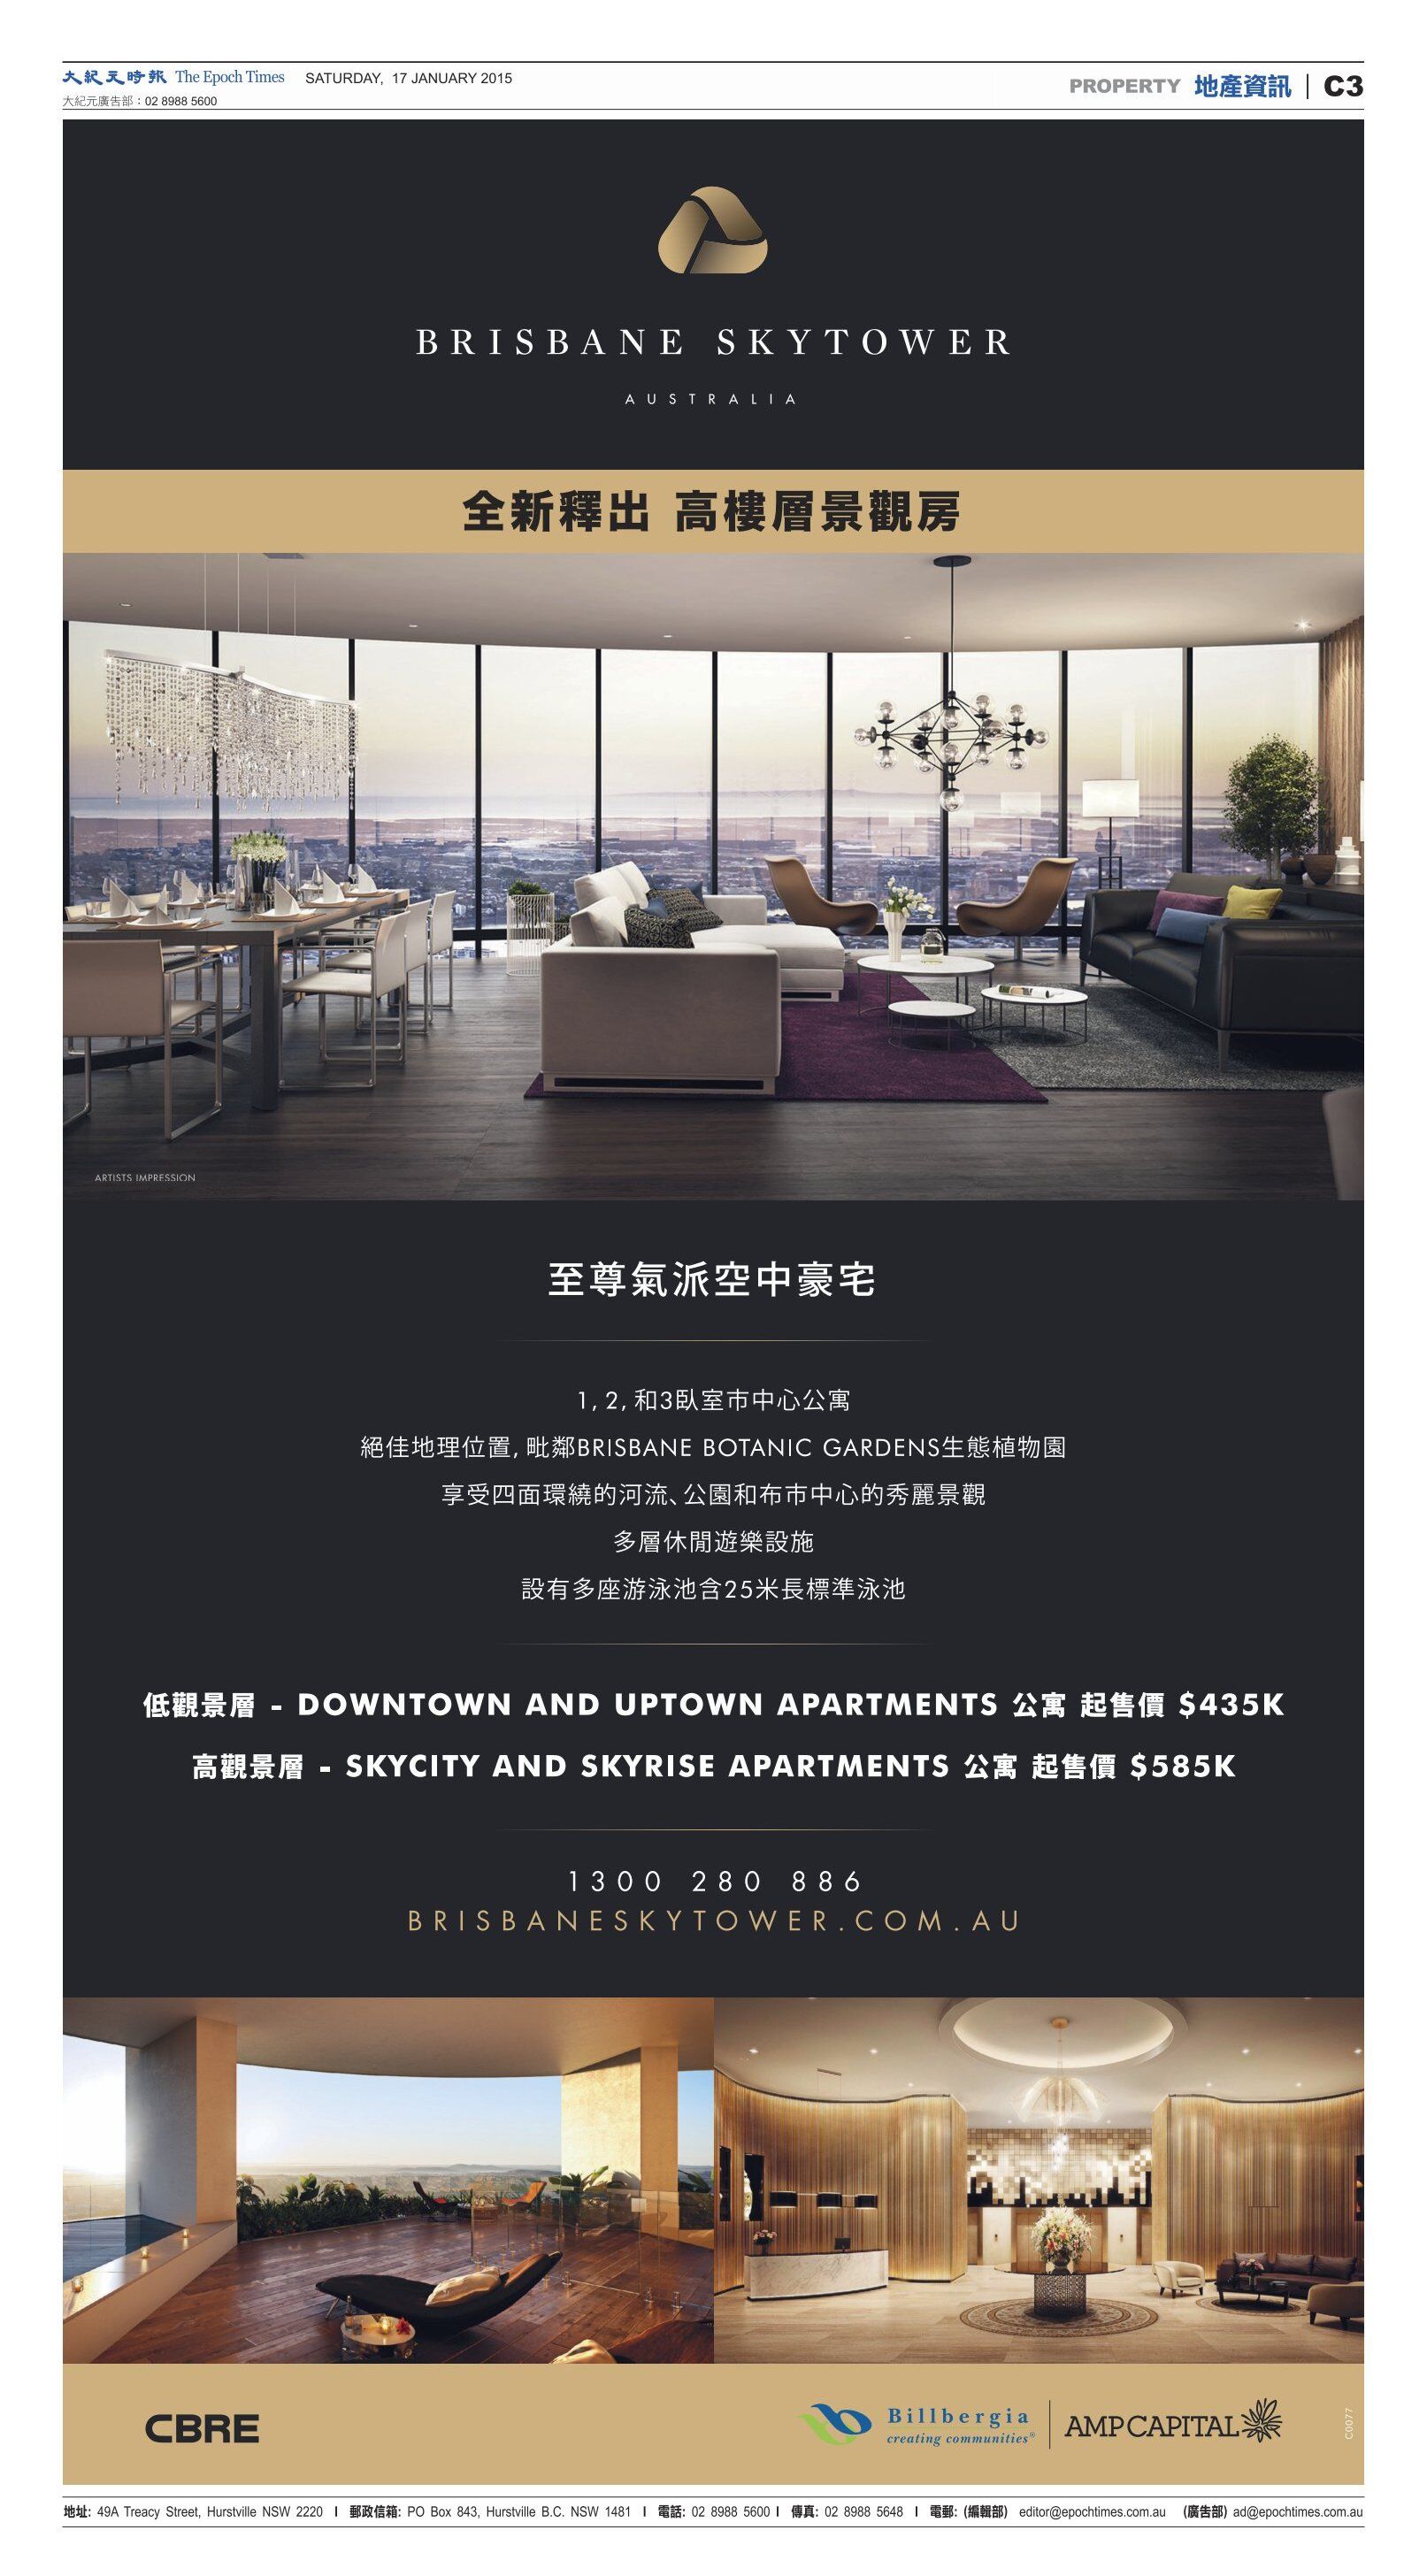 大紀元時報 The Epoch Times SATURDAY, 17 JANUARY 2015
大紀元廣告部：02 8988 5600
PROPERTY 地產資訊 | C3
BRISBANE SKYTOWER
AUSTRALIA
全新釋出 高樓層景觀房
ARTISTS IMPRESSION
至尊氣派空中豪宅
1, 2, 和3臥室市中心公寓
絕佳地理位置, 毗鄰BRISBANE BOTANIC GARDENS生態植物園
享受四面環繞的河流、公園和布市中心的秀麗景觀
多層休閒遊樂設施
設有多座游泳池含25米長標準泳池
低觀景層 - DOWNTOWN AND UPTOWN APARTMENTS 公寓 起售價 $435K
高觀景層 - SKYCITY AND SKYRISE APARTMENTS 公寓 起售價 $585K
1300 280 886
BRISBANESKYTOWER.COM.AU
CBRE
Billbergia
creating communities®
AMP CAPITAL
C0077
地址: 49A Treacy Street, Hurstville NSW 2220 I 郵政信箱: PO Box 843, Hurstville B.C. NSW 1481 I 電話: 02 8988 5600 I 傳真: 02 8988 5648 I 電郵: (編輯部) editor@epochtimes.com.au (廣告部) ad@epochtimes.com.au